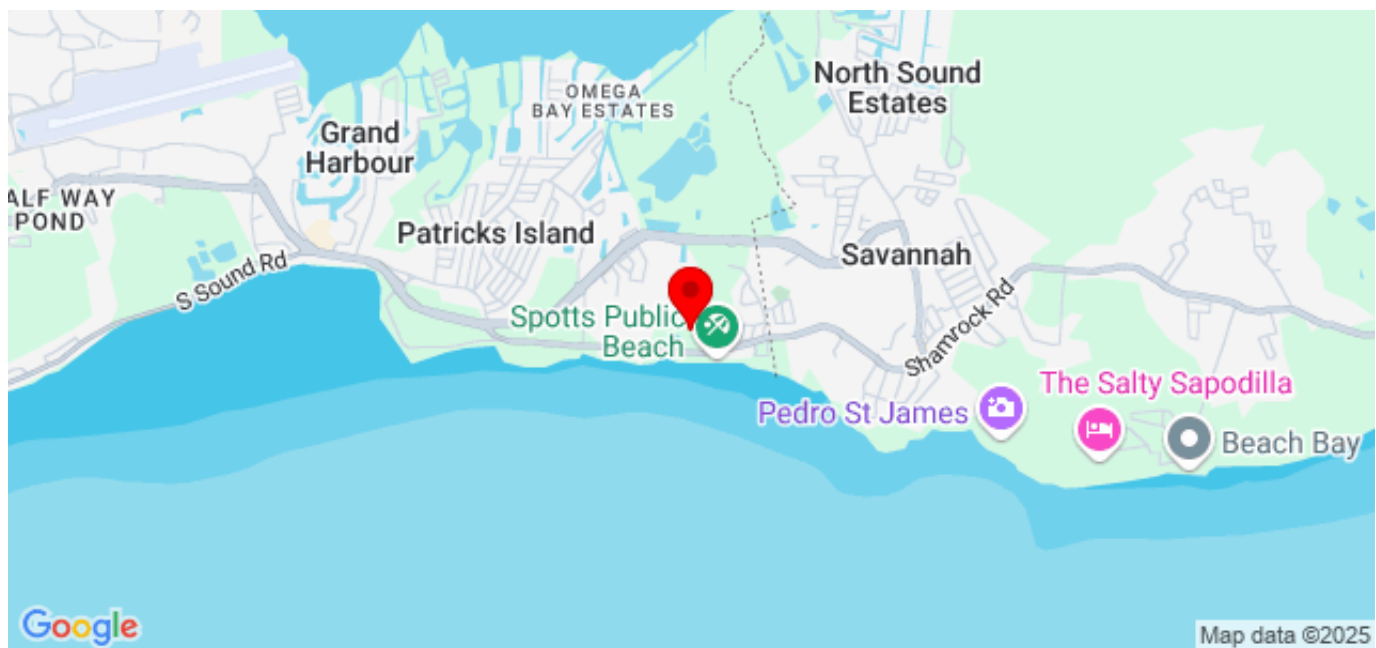 North Sound
Estates
OMEGA
BAY ESTATES
Grand
Harbour
ALF WAY
POND
Patricks Island
Savannah
S Sound Rd
Spotts Public
Beach
Shamrock Rd
The Salty Sapodilla
Pedro St James
Beach Bay
Google
Map data ©2025